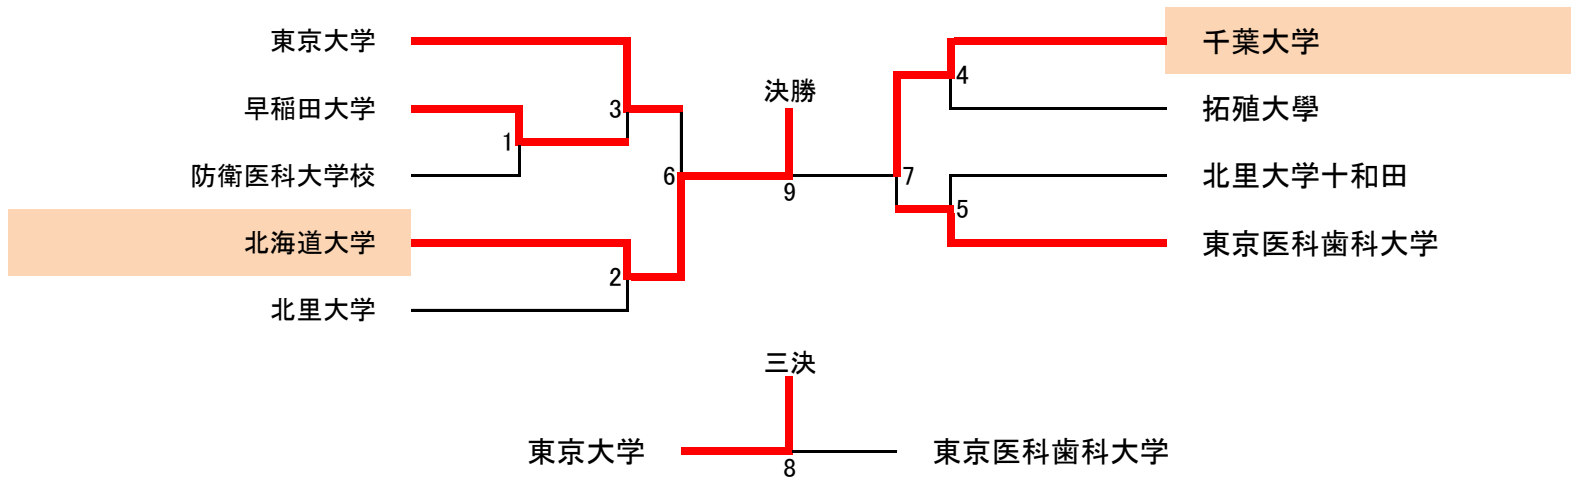 東京大学
早稲田大学
防衛医科大学校
北海道大学
北里大学
1
3
2
6
決勝
9
7
4
5
千葉大学
拓殖大學
北里大学十和田
東京医科歯科大学
三決
東京大学
8
東京医科歯科大学